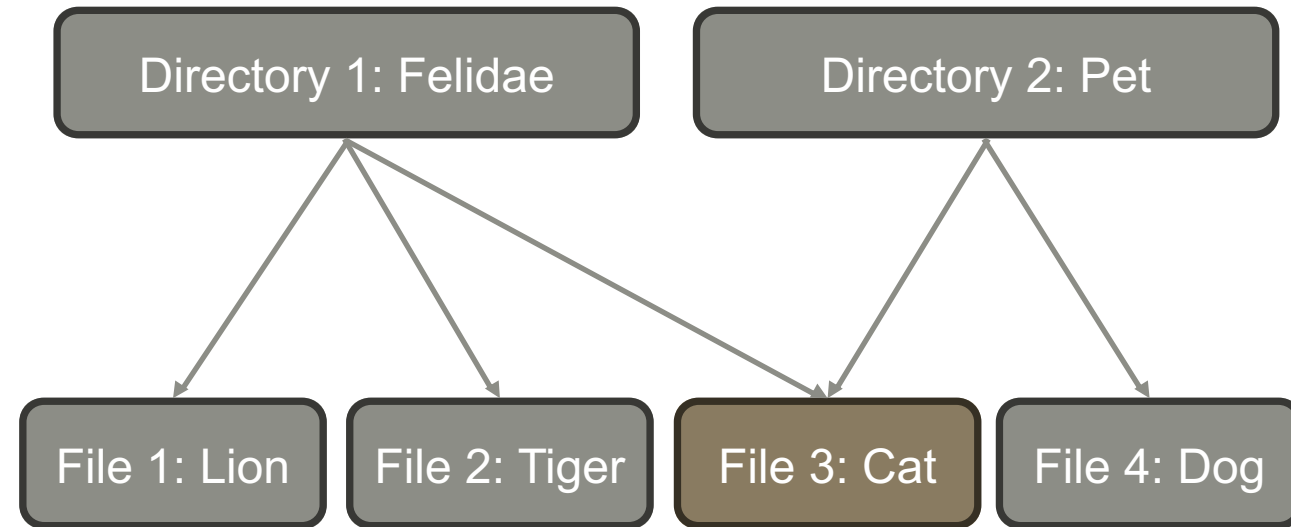 Directory 1: Felidae
Directory 2: Pet
File 1: Lion
File 2: Tiger
File 3: Cat
File 4: Dog